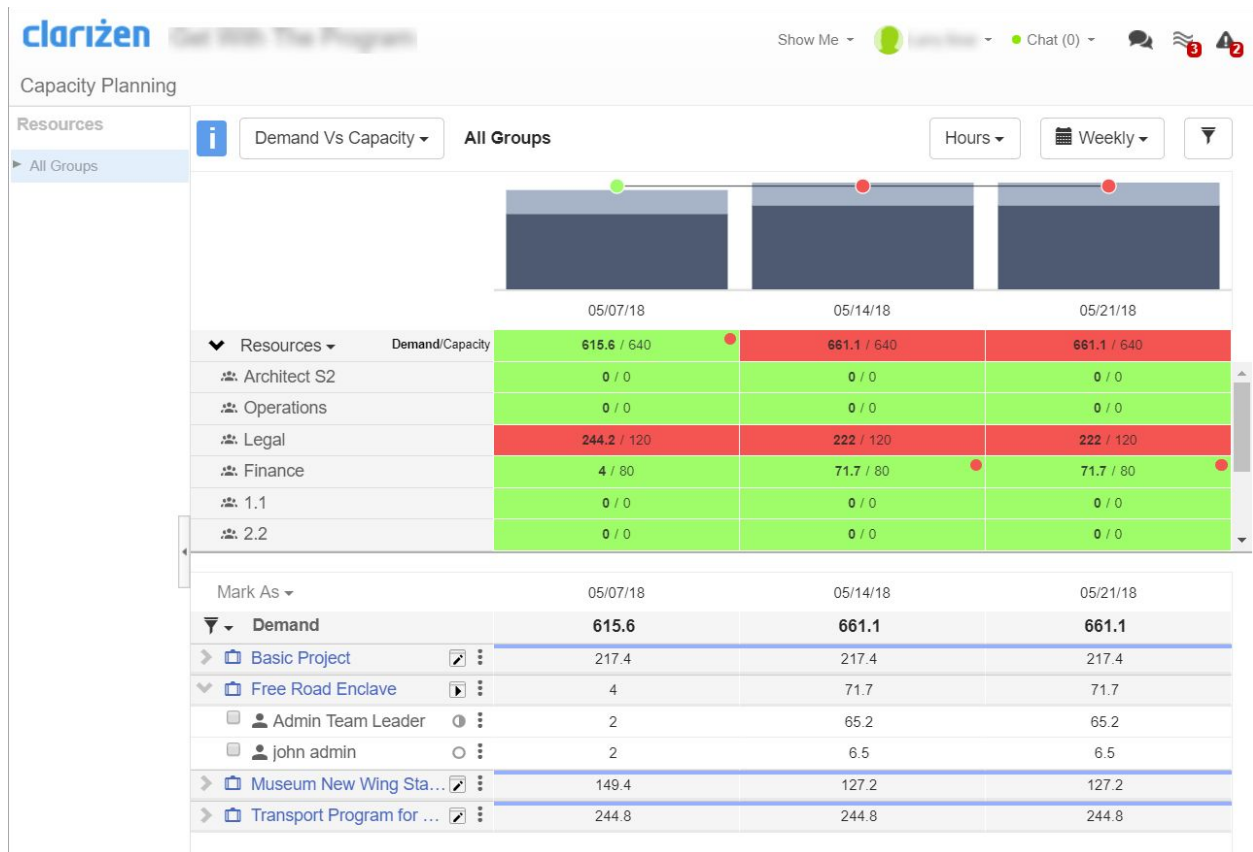 clarizen Show Me Chat (0) 3 2
Capacity Planning
Resources
All Groups
i Demand Vs Capacity All Groups Hours Weekly
05/07/18 05/14/18 05/21/18
Resources Demand/Capacity 615.6 / 640 661.1 / 640 661.1 / 640
Architect S2 0 / 0 0 / 0 0 / 0
Operations 0 / 0 0 / 0 0 / 0
Legal 244.2 / 120 222 / 120 222 / 120
Finance 4 / 80 71.7 / 80 71.7 / 80
1.1 0 / 0 0 / 0 0 / 0
2.2 0 / 0 0 / 0 0 / 0
Mark As 05/07/18 05/14/18 05/21/18
Demand 615.6 661.1 661.1
Basic Project 217.4 217.4 217.4
Free Road Enclave 4 71.7 71.7
Admin Team Leader 2 65.2 65.2
john admin 2 6.5 6.5
Museum New Wing Sta... 149.4 127.2 127.2
Transport Program for ... 244.8 244.8 244.8